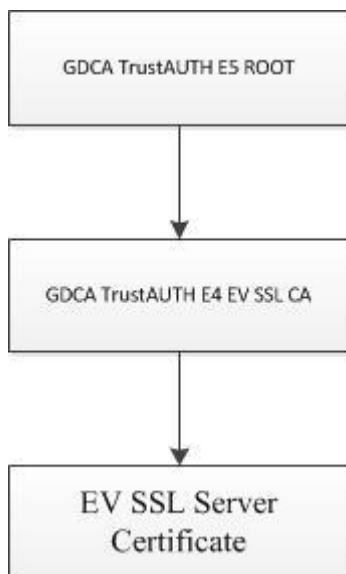 GDCA TrustAUTH E5 ROOT
GDCA TrustAUTH E4 EV SSL CA
EV SSL Server
Certificate